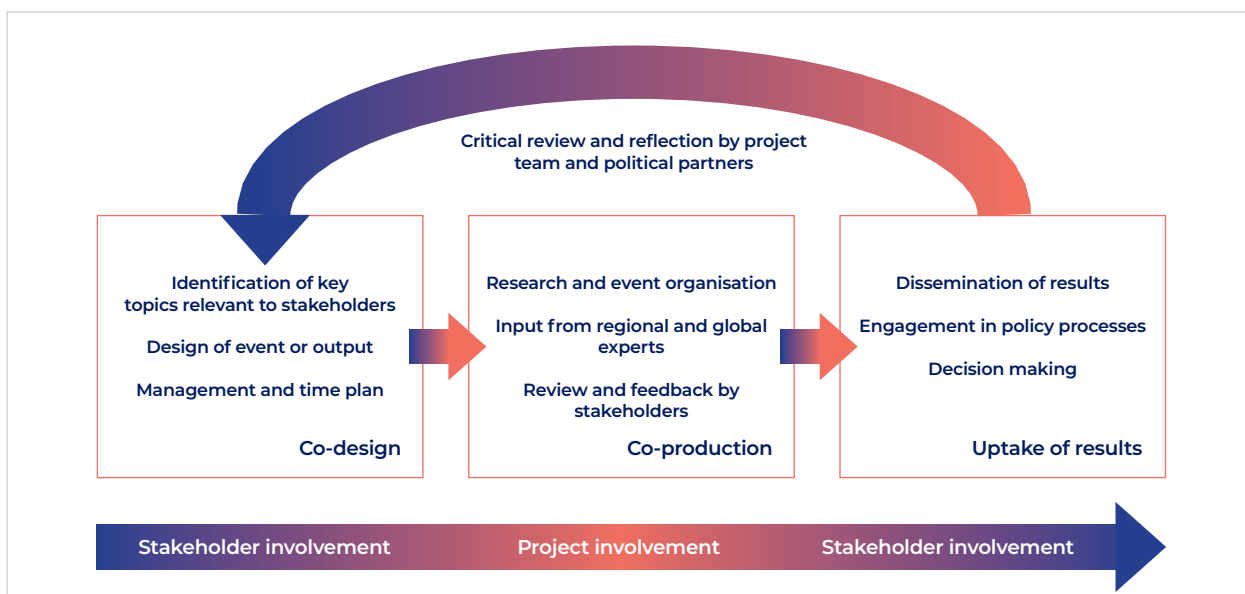 Critical review and reflection by project
team and political partners
Identification of key
topics relevant to stakeholders
Design of event or output
Management and time plan
Co-design
Research and event organisation
Input from regional and global
experts
Review and feedback by
stakeholders
Co-production
Dissemination of results
Engagement in policy processes
Decision making
Uptake of results
Stakeholder involvement
Project involvement
Stakeholder involvement